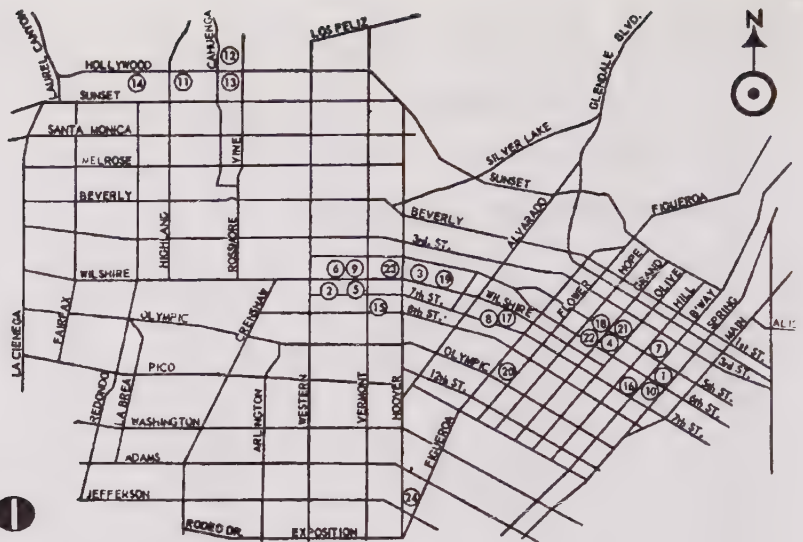 LAUREL CANYON
CAHUENGA
LOS FELIZ
GLENDALE BLVD.
N
12
HOLLYWOOD
14
11
13
SUNSET
SANTA MONICA
MELROSE
VINE
SILVER LAKE
SUNSET
BEVERLY
ALVARADO
FIGUEROA
BEVERLY
3rd. ST.
HIGHLAND
ROSSMORE
HOPE
GRAND
OLIVE
HILL
B'WAY
SPRING
MAIN
FLOWER
WILSHIRE
6
9
23
3
19
WILSHIRE
2
5
7th ST.
8th ST.
15
8
17
18
21
22
4
7
1st ST.
3rd ST.
FAIRFAX
OLYMPIC
CRENSHAW
LA CIENEGA
PICO
OLYMPIC
20
12th ST.
16
1
10
5th ST.
6th ST.
7th ST.
REDONDO
LA BREA
ARLINGTON
WESTERN
VERMONT
HOOVER
WASHINGTON
ADAMS
FIGUEROA
JEFFERSON
24
RODEO DR.
EXPOSITION
1